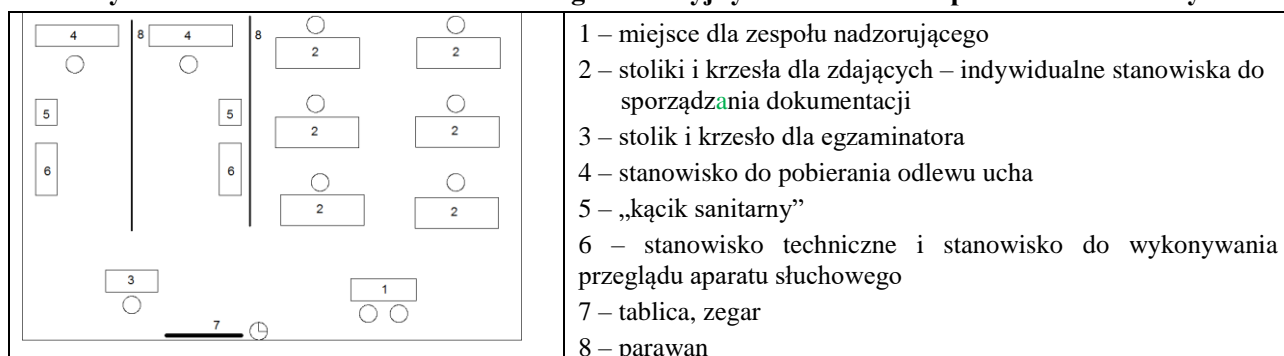 4
8
4
8
2
2
5
5
2
2
6
6
2
2
3
1
7
1 – miejsce dla zespołu nadzorującego
2 – stoliki i krzesła dla zdających – indywidualne stanowiska do
sporządzania dokumentacji
3 – stolik i krzesło dla egzaminatora
4 – stanowisko do pobierania odlewu ucha
5 – „kącik sanitarny”
6 – stanowisko techniczne i stanowisko do wykonywania
przeglądu aparatu słuchowego
7 – tablica, zegar
8 – parawan